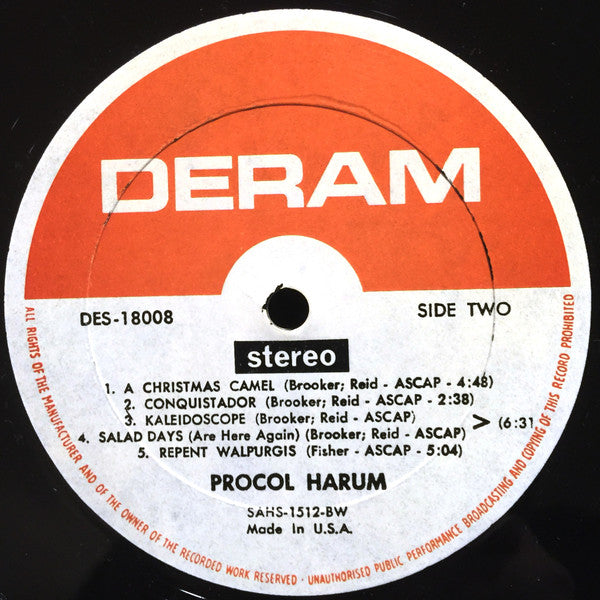 DERAM
DES-18008
SIDE TWO
stereo
1. A CHRISTMAS CAMEL (Brooker; Reid - ASCAP - 4:48)
2. CONQUISTADOR (Brooker; Reid - ASCAP - 2:38)
3. KALEIDOSCOPE (Brooker; Reid - ASCAP)
4. SALAD DAYS (Are Here Again) (Brooker; Reid - ASCAP) > (6:31
5. REPENT WALPURGIS (Fisher - ASCAP - 5:04)
PROCOL HARUM
SAHS-1512-BW
Made In U.S.A.
ALL RIGHTS OF THE MANUFACTURER AND OF THE OWNER OF THE RECORDED WORK RESERVED · UNAUTHORISED PUBLIC PERFORMANCE BROADCASTING AND COPYING OF THIS RECORD PROHIBITED